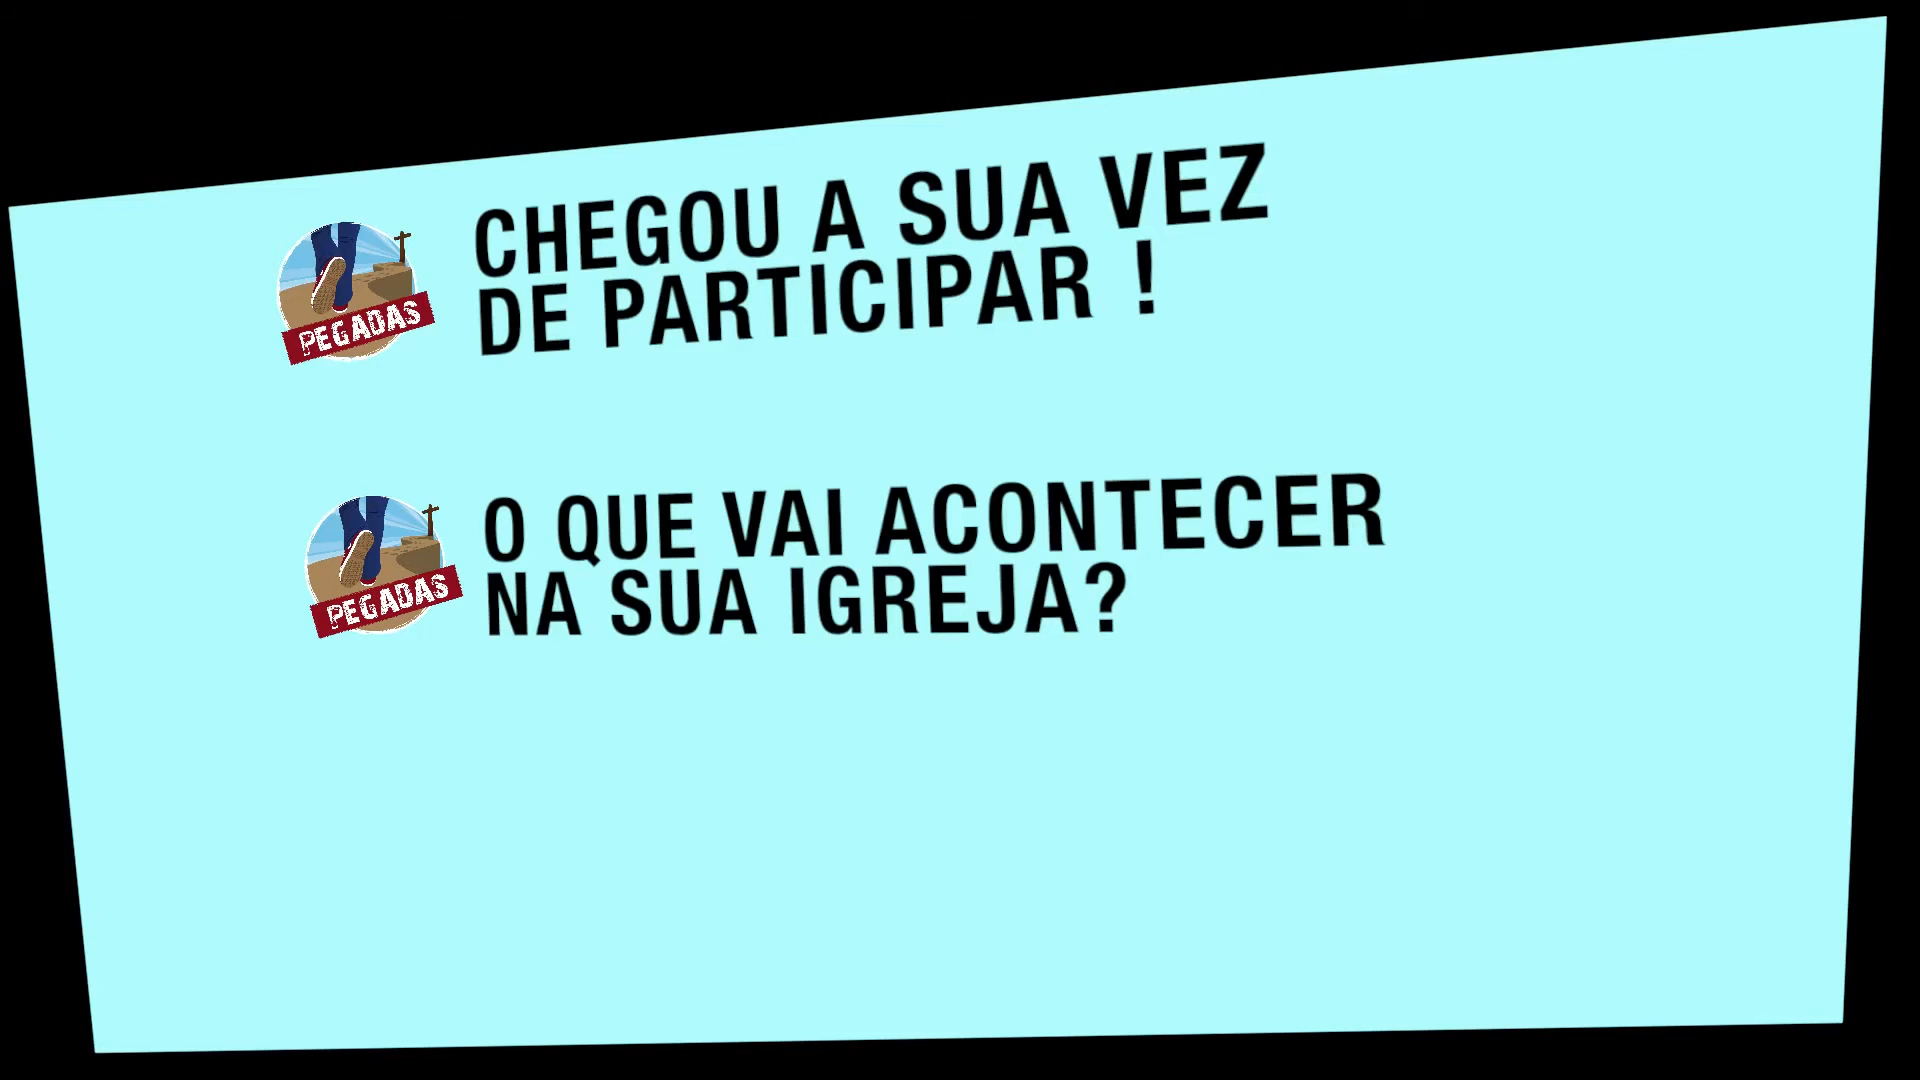 CHEGOU A SUA VEZ
DE PARTICIPAR !
PEGADAS
O QUE VAI ACONTECER
NA SUA IGREJA?
PEGADAS